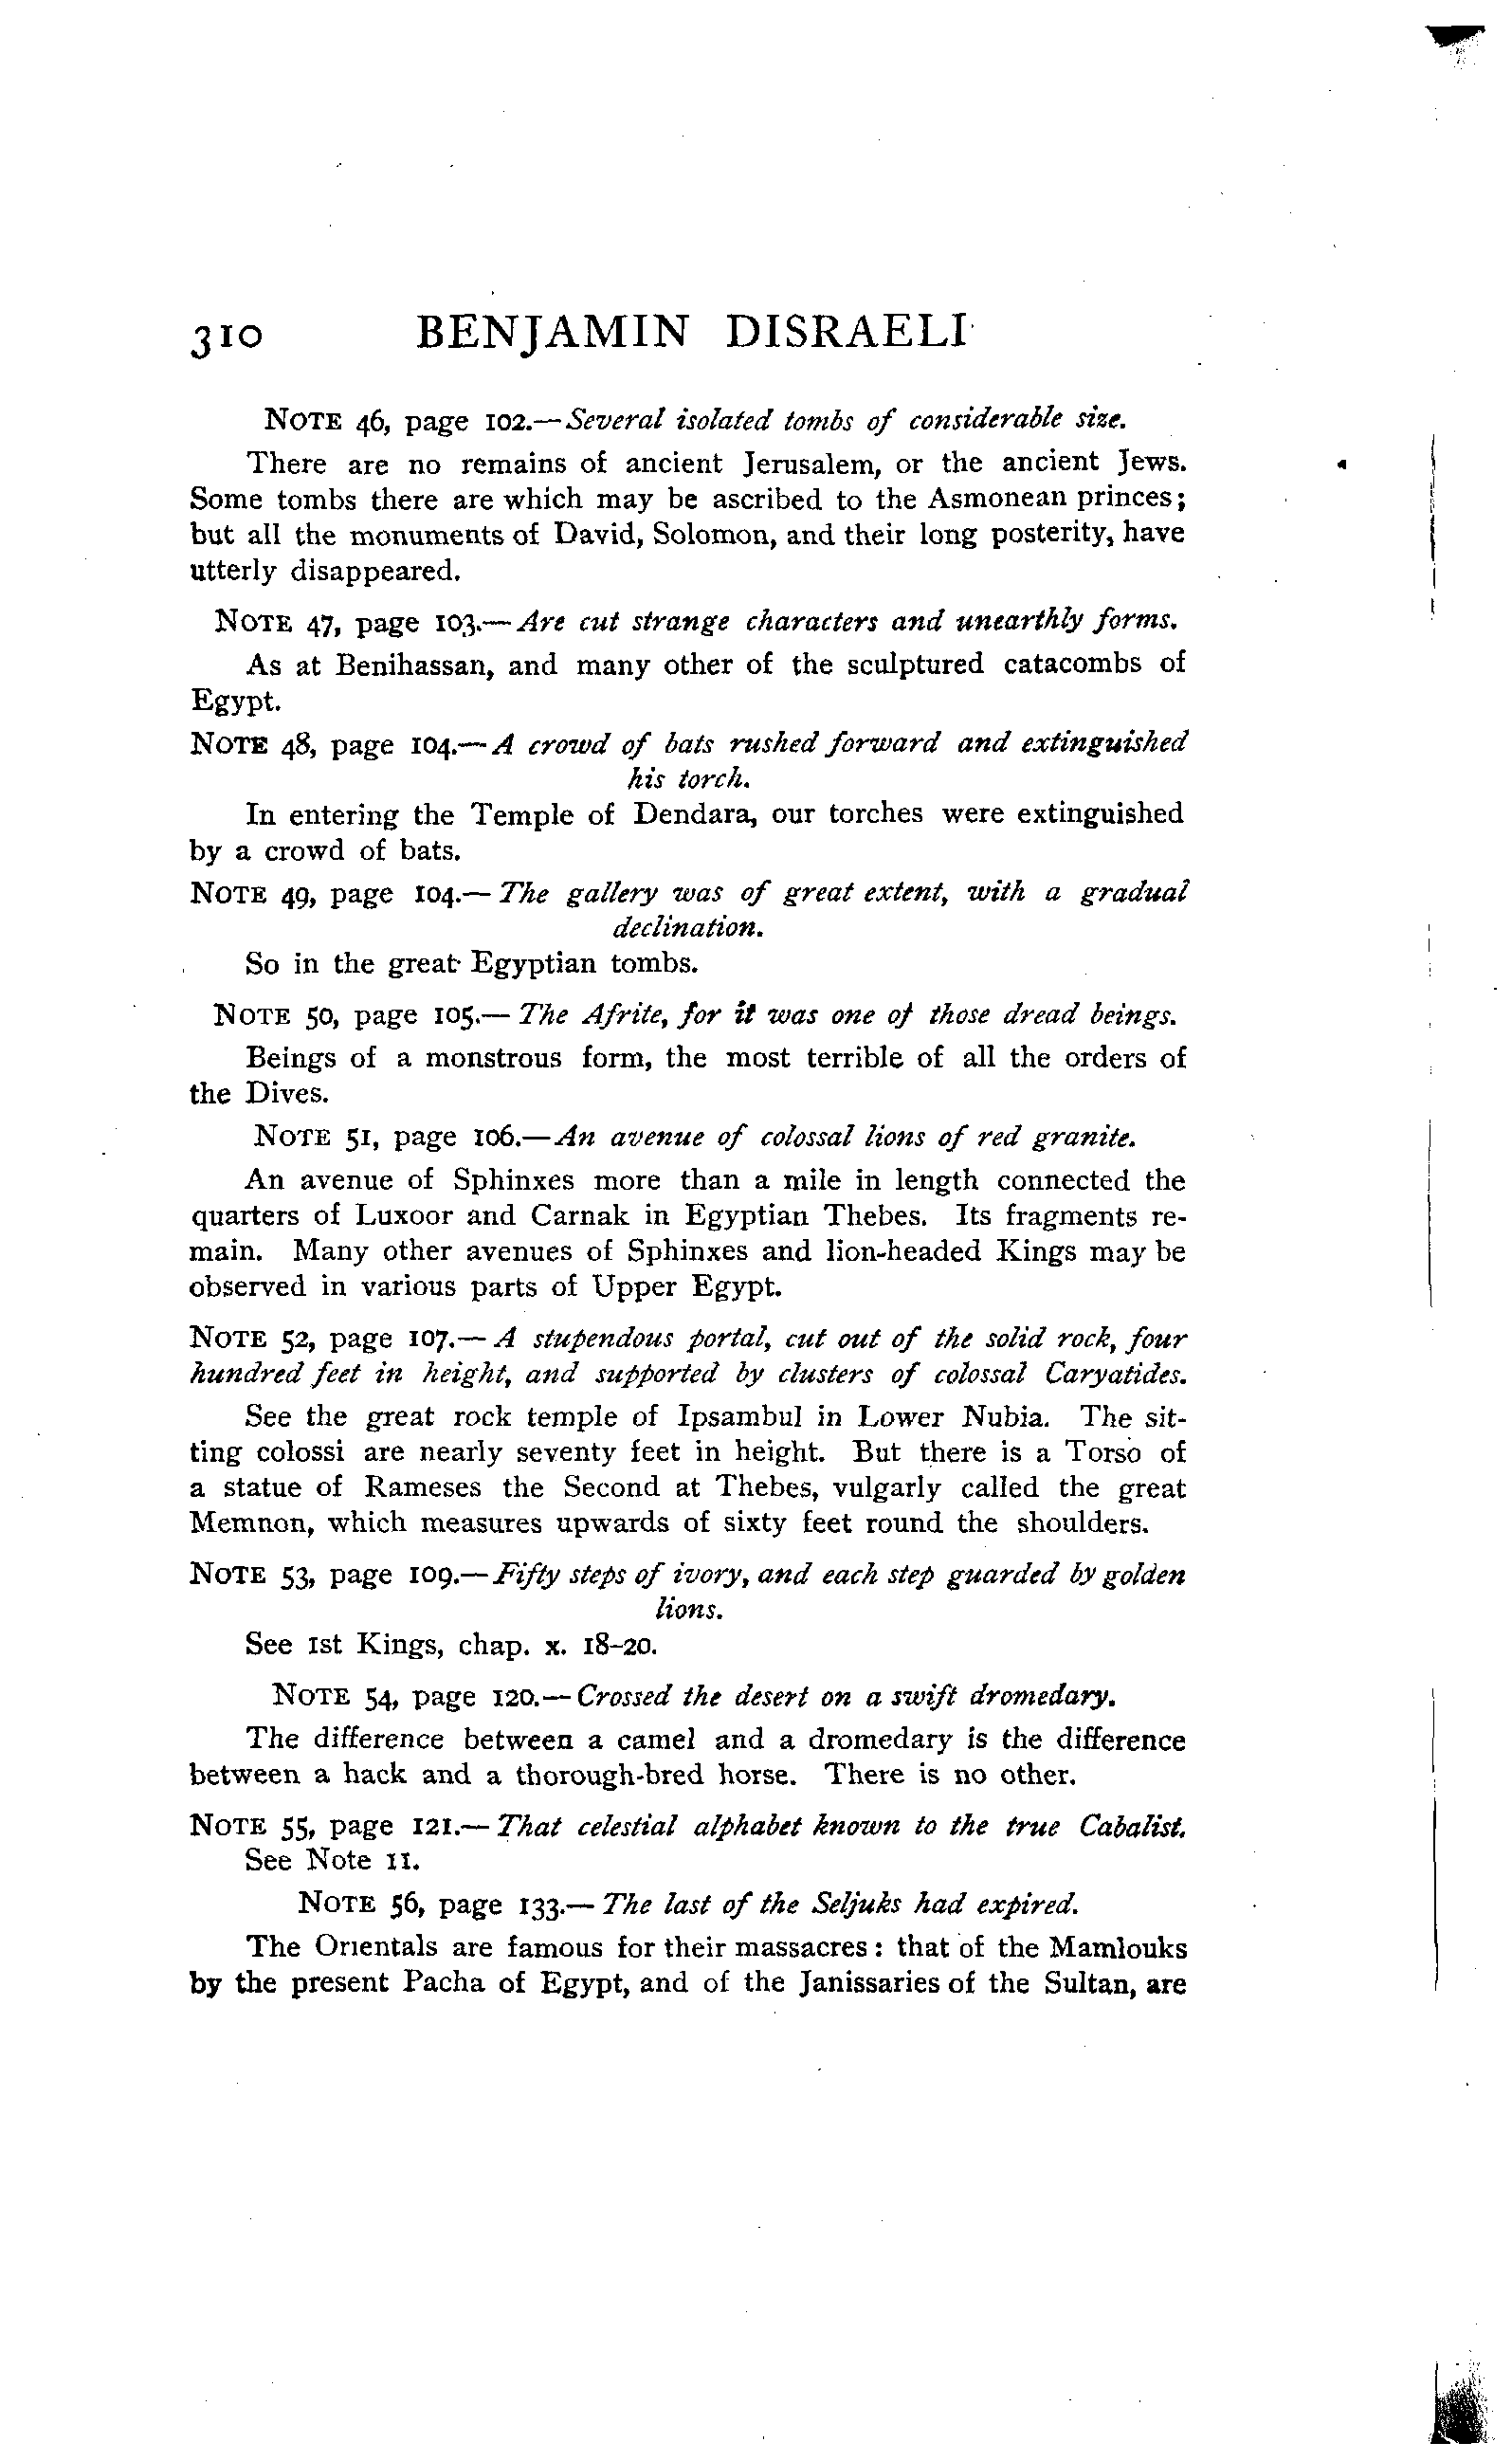 310 BENJAMIN DISRAELI
NOTE 46, page 102.—Several isolated tombs of considerable size.
There are no remains of ancient Jerusalem, or the ancient Jews.
Some tombs there are which may be ascribed to the Asmonean princes;
but all the monuments of David, Solomon, and their long posterity, have
utterly disappeared.
NOTE 47, page 103.—Are cut strange characters and unearthly forms.
As at Benihassan, and many other of the sculptured catacombs of
Egypt.
NOTE 48, page 104.—A crowd of bats rushed forward and extinguished
his torch.
In entering the Temple of Dendara, our torches were extinguished
by a crowd of bats.
NOTE 49, page 104.—The gallery was of great extent, with a gradual
declination.
So in the great Egyptian tombs.
NOTE 50, page 105.—The Afrite, for it was one of those dread beings.
Beings of a monstrous form, the most terrible of all the orders of
the Dives.
NOTE 51, page 106.—An avenue of colossal lions of red granite.
An avenue of Sphinxes more than a mile in length connected the
quarters of Luxoor and Carnak in Egyptian Thebes. Its fragments re-
main. Many other avenues of Sphinxes and lion-headed Kings may be
observed in various parts of Upper Egypt.
NOTE 52, page 107.—A stupendous portal, cut out of the solid rock, four
hundred feet in height, and supported by clusters of colossal Caryatides.
See the great rock temple of Ipsambul in Lower Nubia. The sit-
ting colossi are nearly seventy feet in height. But there is a Torso of
a statue of Rameses the Second at Thebes, vulgarly called the great
Memnon, which measures upwards of sixty feet round the shoulders.
NOTE 53, page 109.—Fifty steps of ivory, and each step guarded by golden
lions.
See 1st Kings, chap. x. 18-20.
NOTE 54, page 120.—Crossed the desert on a swift dromedary.
The difference between a camel and a dromedary is the difference
between a hack and a thorough-bred horse. There is no other.
NOTE 55, page 121.—That celestial alphabet known to the true Cabalist.
See Note 11.
NOTE 56, page 133.—The last of the Seljuks had expired.
The Orientals are famous for their massacres: that of the Mamlouks
by the present Pacha of Egypt, and of the Janissaries of the Sultan, are